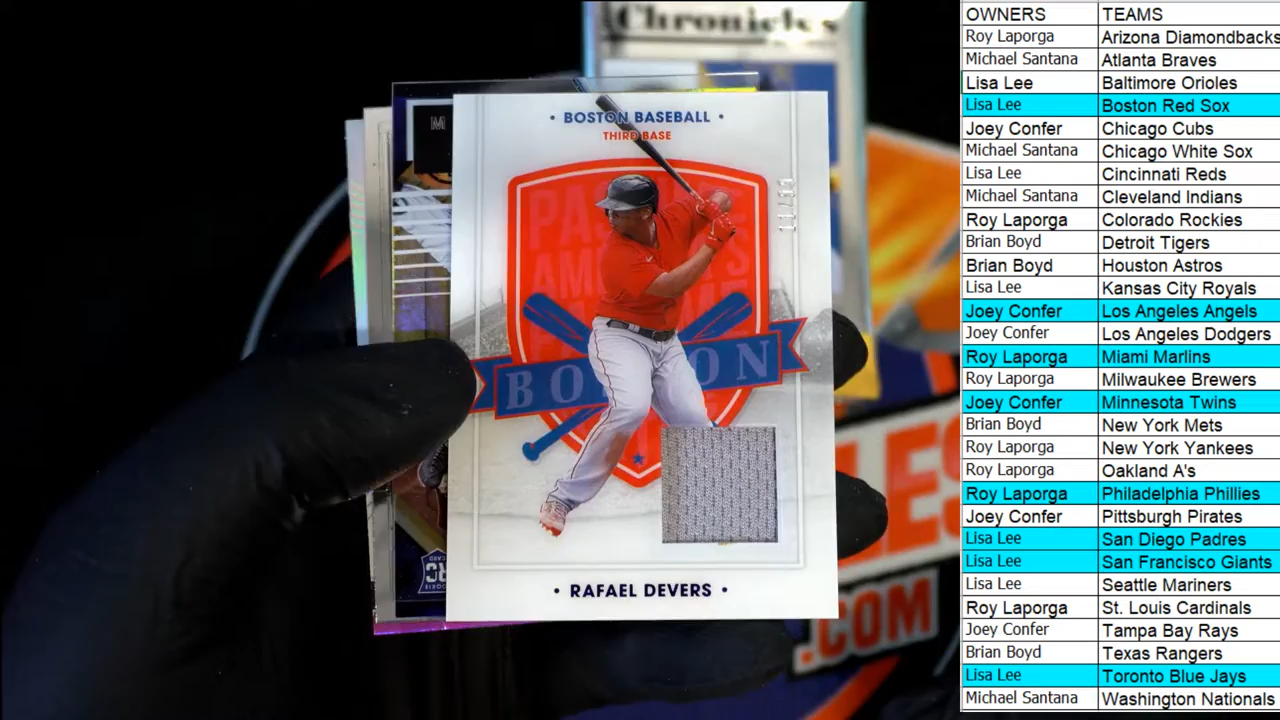 Chronicles
M
• BOSTON BASEBALL •
THIRD BASE
BOSTON
• RAFAEL DEVERS •
RC
.COM
OWNERS TEAMS
Roy Laporga Arizona Diamondbacks
Michael Santana Atlanta Braves
Lisa Lee Baltimore Orioles
Lisa Lee Boston Red Sox
Joey Confer Chicago Cubs
Michael Santana Chicago White Sox
Lisa Lee Cincinnati Reds
Michael Santana Cleveland Indians
Roy Laporga Colorado Rockies
Brian Boyd Detroit Tigers
Brian Boyd Houston Astros
Lisa Lee Kansas City Royals
Joey Confer Los Angeles Angels
Joey Confer Los Angeles Dodgers
Roy Laporga Miami Marlins
Roy Laporga Milwaukee Brewers
Joey Confer Minnesota Twins
Brian Boyd New York Mets
Roy Laporga New York Yankees
Roy Laporga Oakland A's
Roy Laporga Philadelphia Phillies
Joey Confer Pittsburgh Pirates
Lisa Lee San Diego Padres
Lisa Lee San Francisco Giants
Lisa Lee Seattle Mariners
Roy Laporga St. Louis Cardinals
Joey Confer Tampa Bay Rays
Brian Boyd Texas Rangers
Lisa Lee Toronto Blue Jays
Michael Santana Washington Nationals